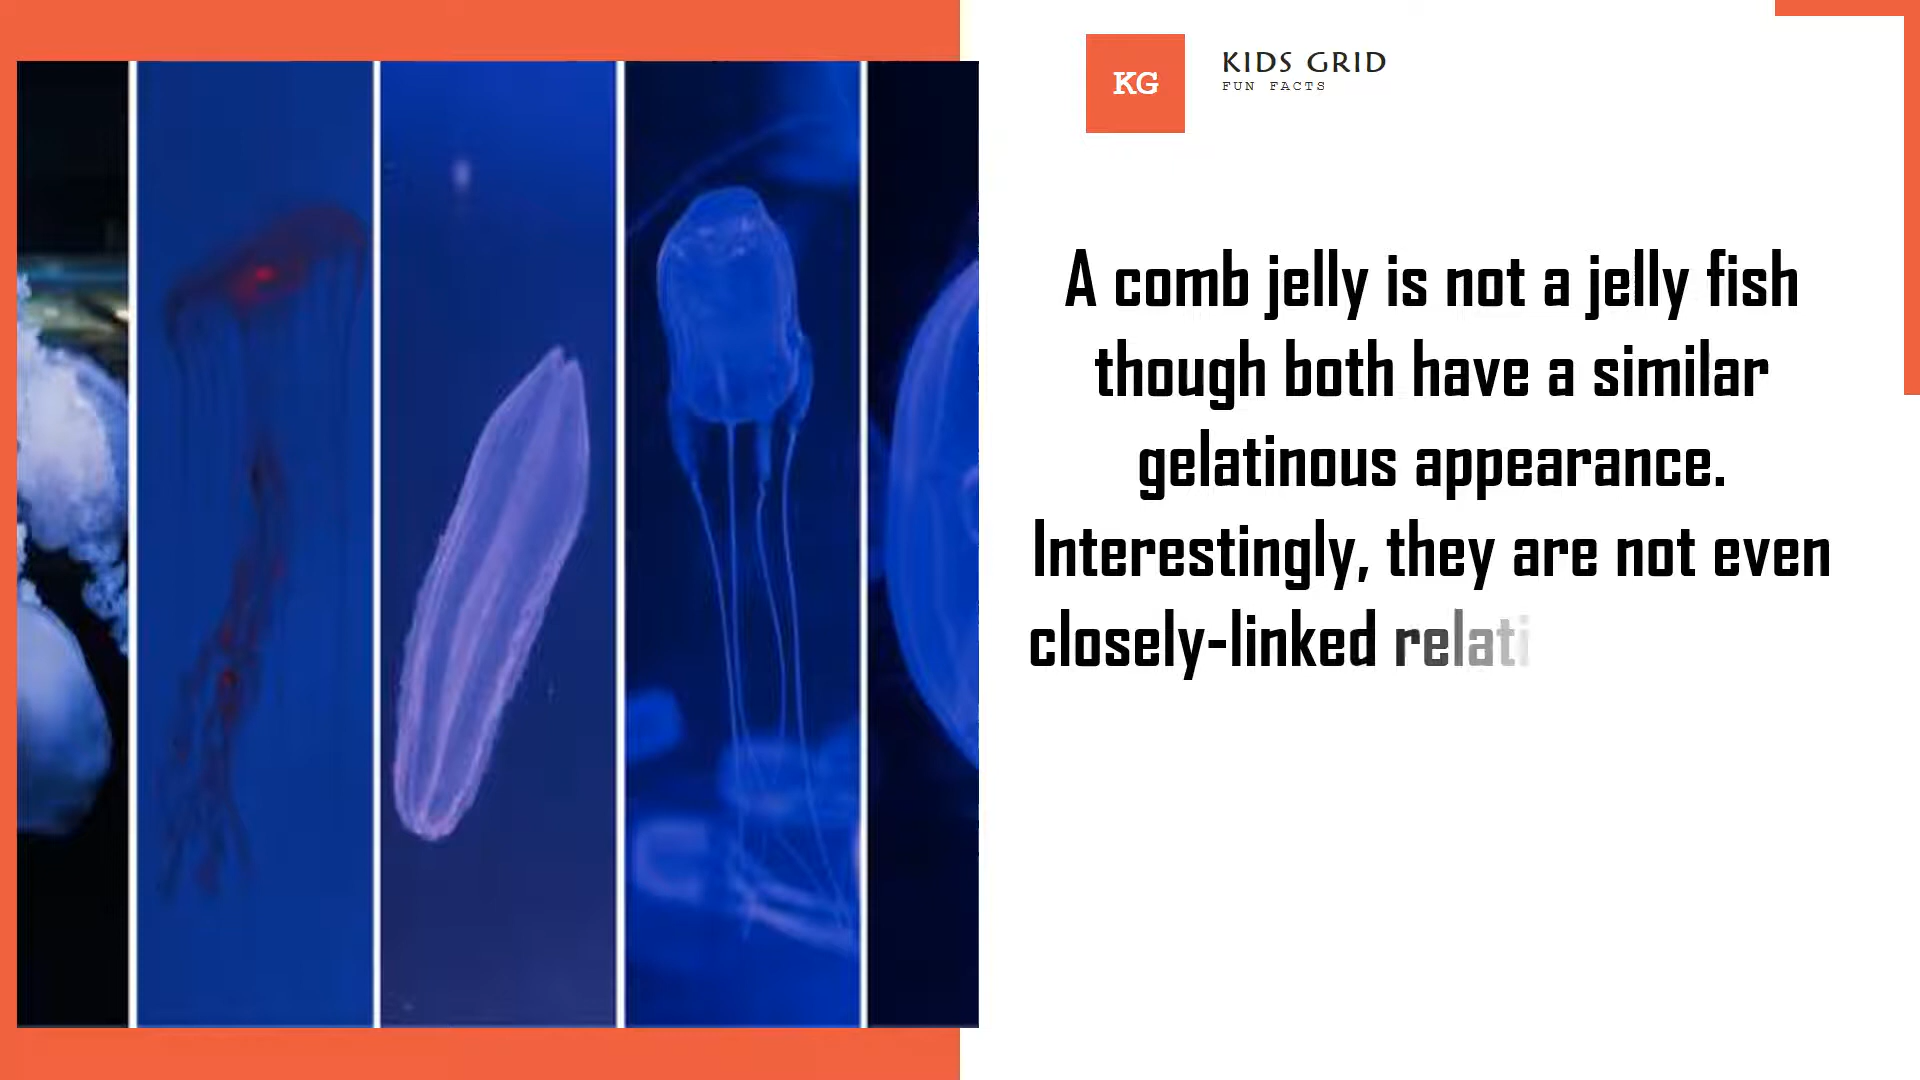 KG
KIDS GRID
FUN FACTS
A comb jelly is not a jelly fish
though both have a similar
gelatinous appearance.
Interestingly, they are not even
closely-linked relati